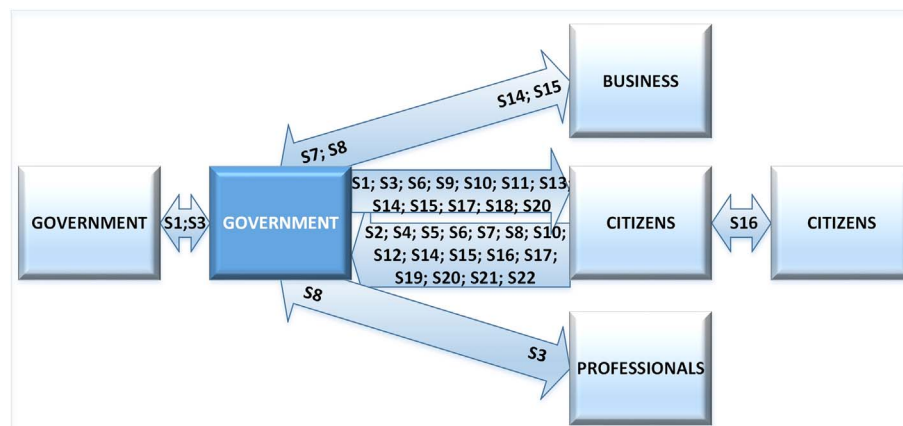 BUSINESS
S14; S15
S7; S8
GOVERNMENT
S1;S3
GOVERNMENT
S1; S3; S6; S9; S10; S11; S13;
S14; S15; S17; S18; S20
S2; S4; S5; S6; S7; S8; S10;
S12; S14; S15; S16; S17;
S19; S20; S21; S22
CITIZENS
S16
CITIZENS
S8
S3
PROFESSIONALS